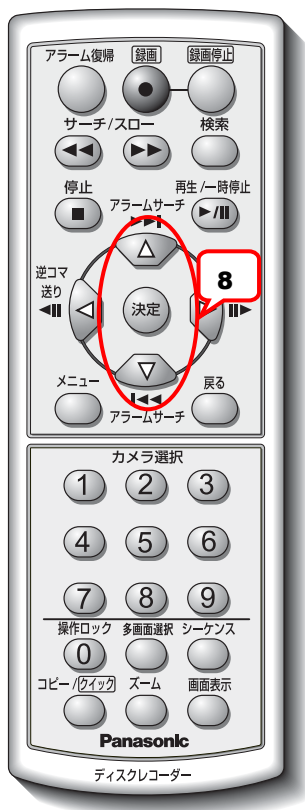 アラーム復帰 録画 録画停止
サーチ/スロー 検索
停止 アラームサーチ 再生/一時停止
逆コマ
送り
8
決定
メニュー 戻る
アラームサーチ
カメラ選択
1 2 3
4 5 6
7 8 9
操作ロック 多画面選択 シーケンス
0
コピー/クイック ズーム 画面表示
Panasonic
ディスクレコーダー